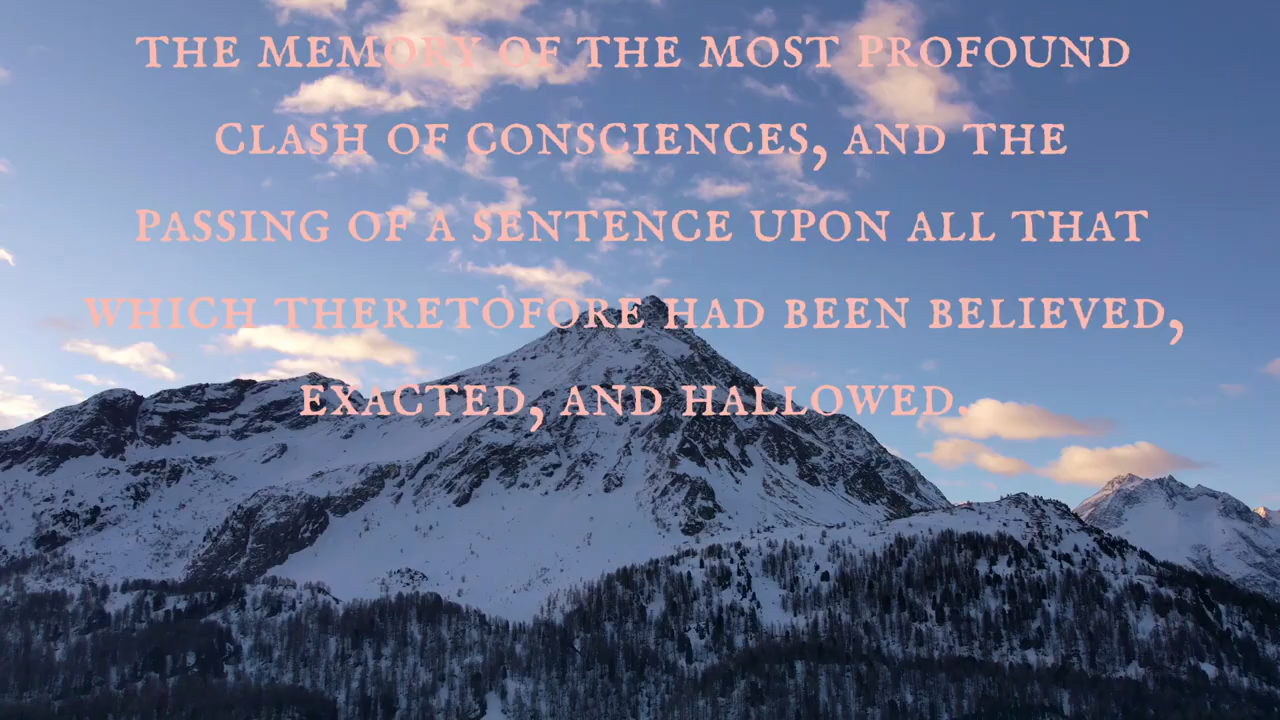 THE MEMORY OF THE MOST PROFOUND
CLASH OF CONSCIENCES, AND THE
PASSING OF A SENTENCE UPON ALL THAT
WHICH THERETOFORE HAD BEEN BELIEVED,
EXACTED, AND HALLOWED.